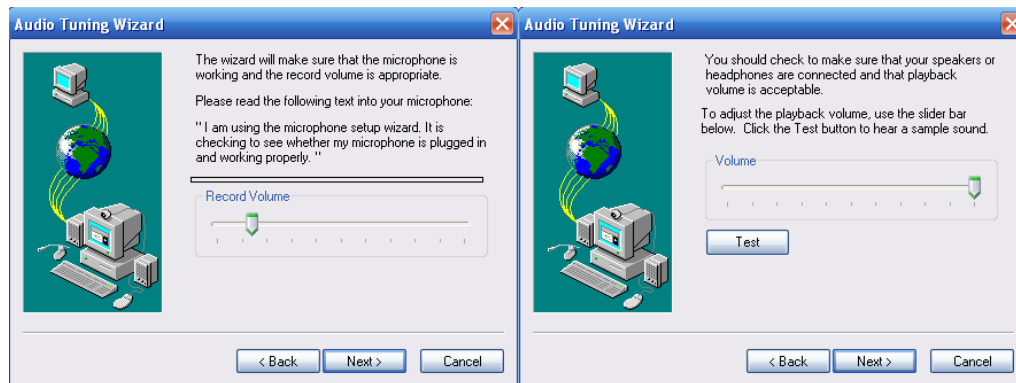 Audio Tuning Wizard
The wizard will make sure that the microphone is
working and the record volume is appropriate.
Please read the following text into your microphone:
" I am using the microphone setup wizard. It is
checking to see whether my microphone is plugged in
and working properly. "
Record Volume
< Back
Next >
Cancel
Audio Tuning Wizard
You should check to make sure that your speakers or
headphones are connected and that playback
volume is acceptable.
To adjust the playback volume, use the slider bar
below. Click the Test button to hear a sample sound.
Volume
Test
< Back
Next >
Cancel